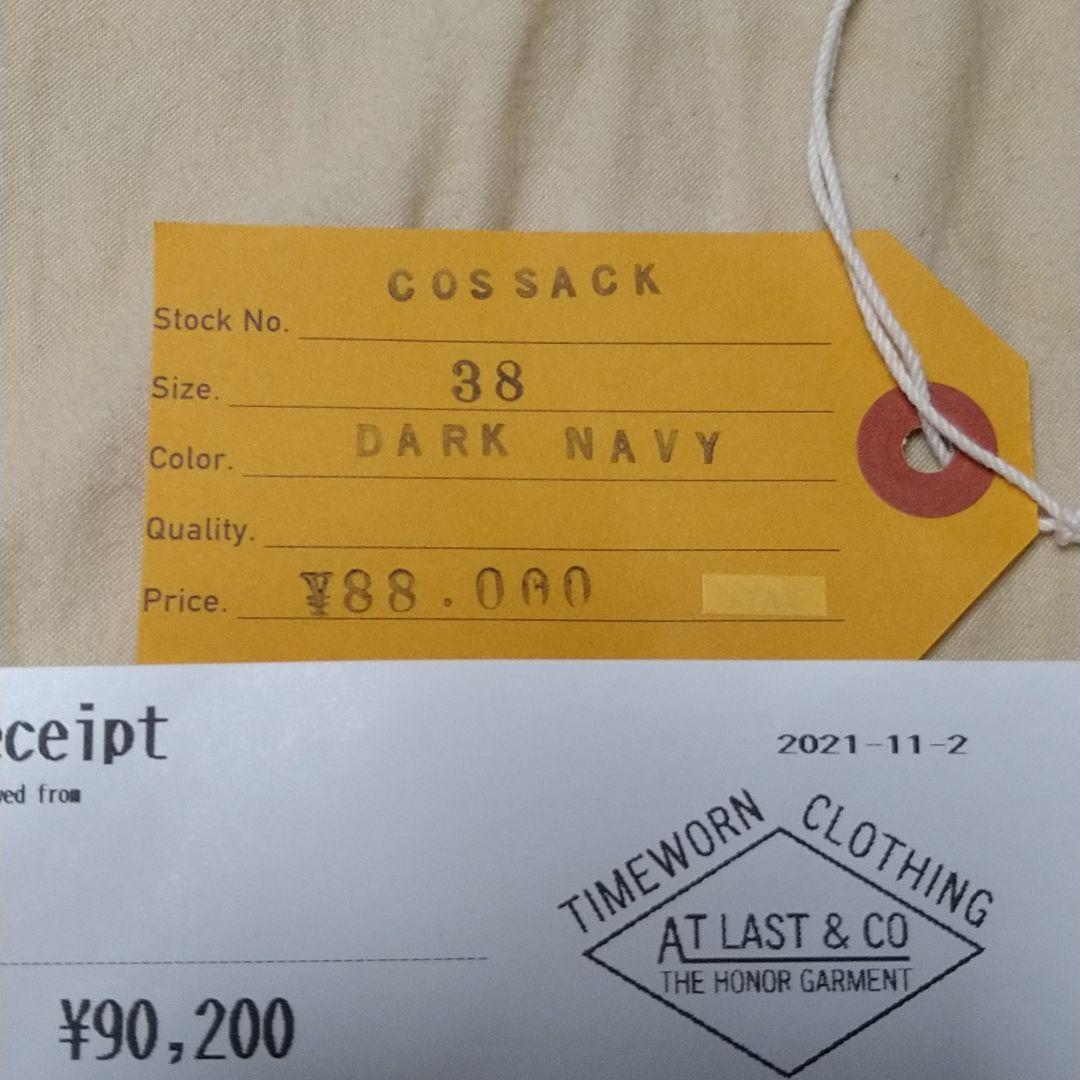 COSSACK
Stock No.
Size. 38
Color. DARK NAVY
Quality.
Price. ¥88.000
eceipt
2021-11-2
ved from
TIMEWORN CLOTHING
AT LAST & CO
THE HONOR GARMENT
¥90,200